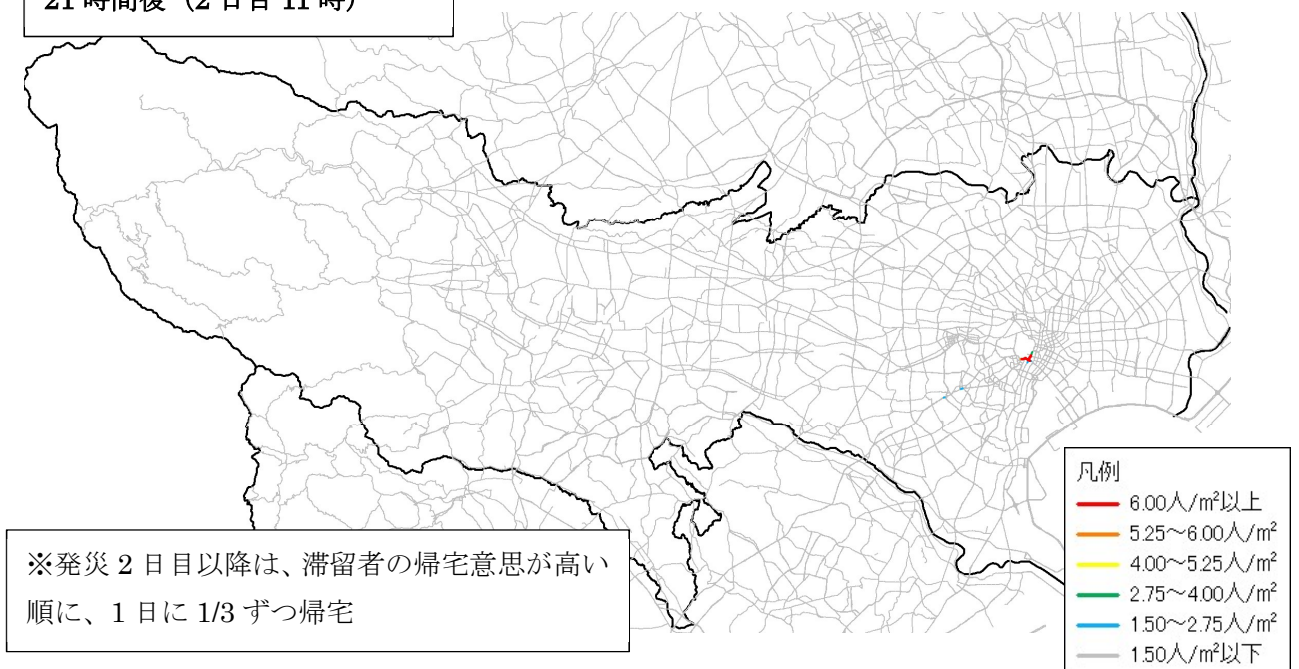 21 時間後（2 日目 11 時）
凡例
6.00人/m²以上
5.25～6.00人/m²
4.00～5.25人/m²
2.75～4.00人/m²
1.50～2.75人/m²
1.50人/m²以下
※発災 2 日目以降は、滞留者の帰宅意思が高い
順に、1 日に 1/3 ずつ帰宅